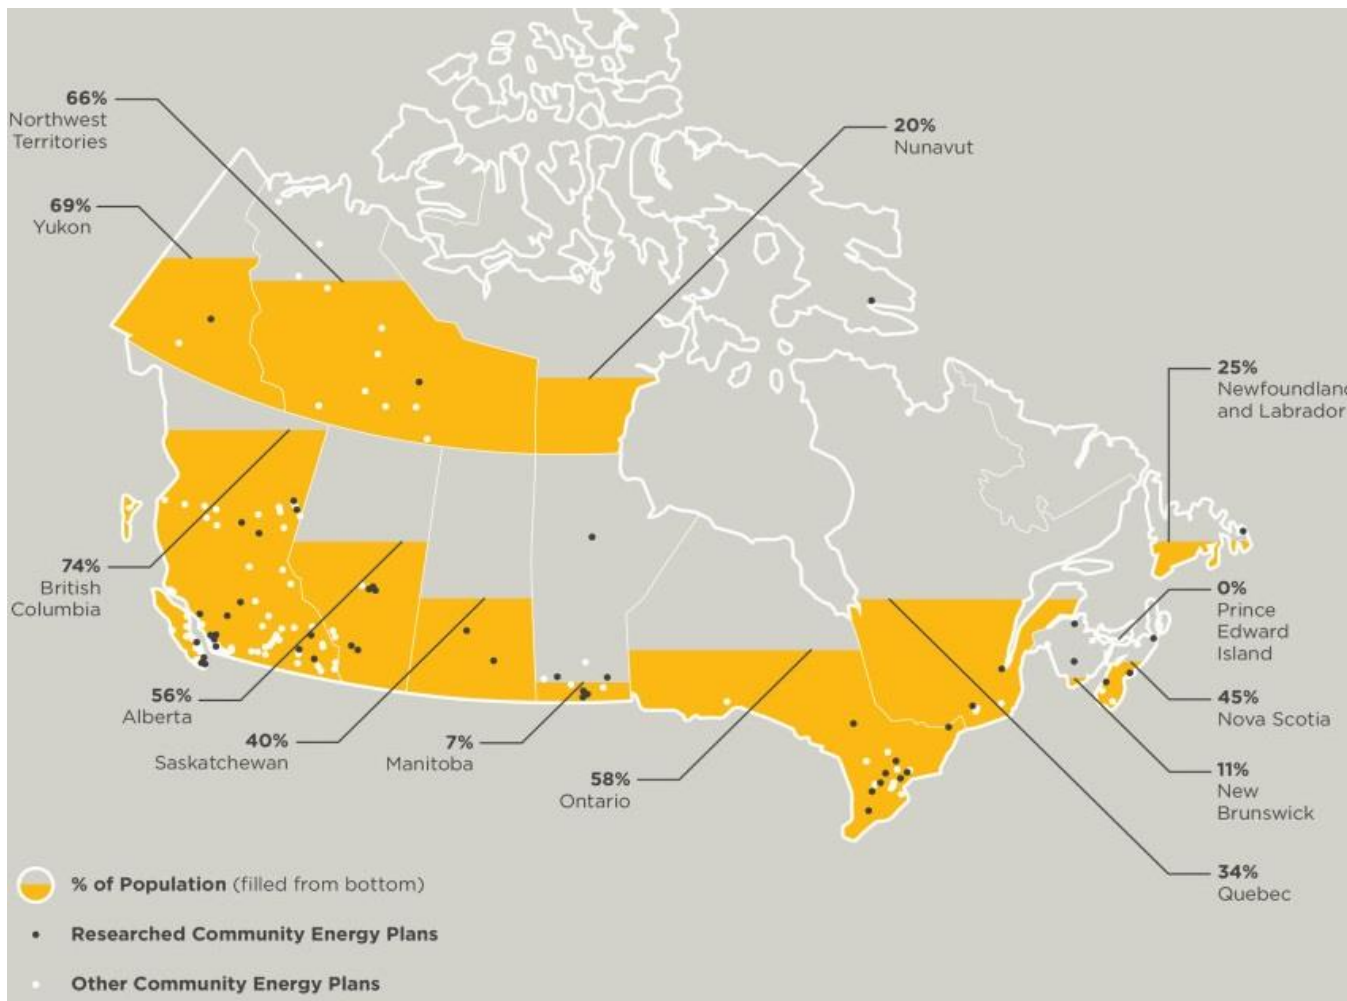 66%
Northwest
Territories
69%
Yukon
20%
Nunavut
25%
Newfoundland
and Labrador
74%
British
Columbia
0%
Prince
Edward
Island
56%
Alberta
45%
Nova Scotia
40%
Saskatchewan
7%
Manitoba
58%
Ontario
11%
New
Brunswick
34%
Quebec
% of Population (filled from bottom)
Researched Community Energy Plans
Other Community Energy Plans